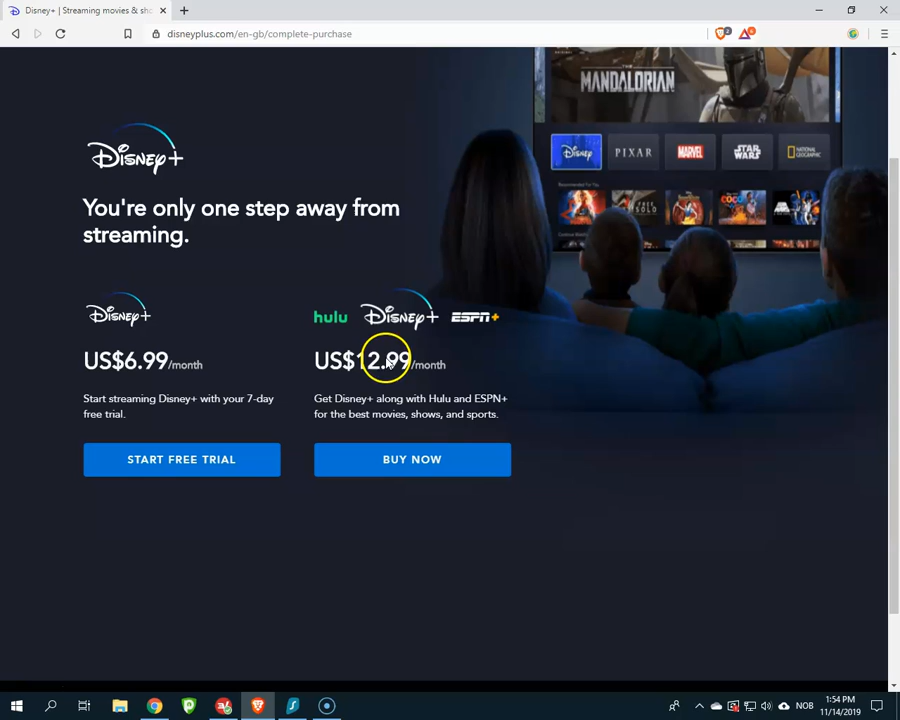 Disney+ | Streaming movies & sho
disneyplus.com/en-gb/complete-purchase
THE
MANDALORIAN
Disney+
Disney
PIXAR
MARVEL
STAR WARS
NATIONAL GEOGRAPHIC
You're only one step away from
streaming.
Disney+
US$6.99/month
Start streaming Disney+ with your 7-day
free trial.
START FREE TRIAL
hulu Disney+ ESPN+
US$12.99/month
Get Disney+ along with Hulu and ESPN+
for the best movies, shows, and sports.
BUY NOW
NOB
1:54 PM
11/14/2019